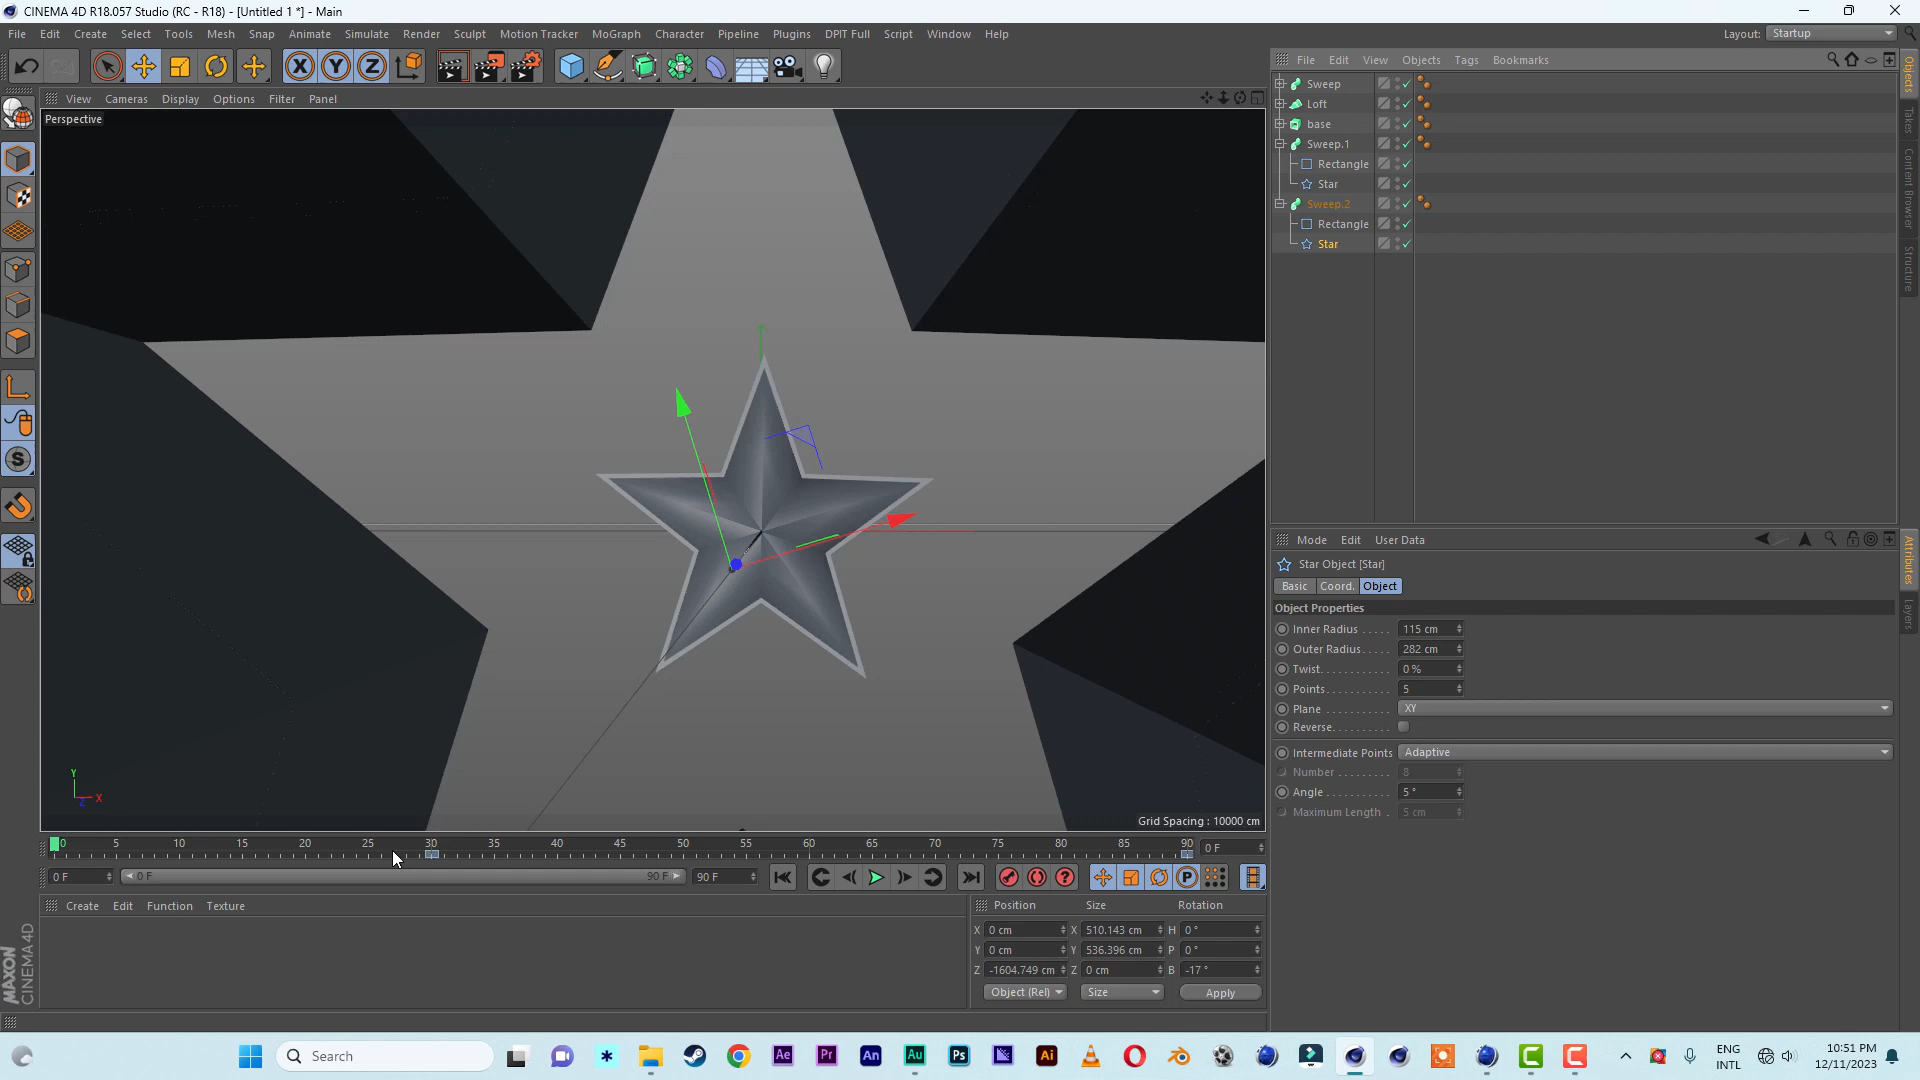 CINEMA 4D R18.057 Studio (RC - R18) - [Untitled 1 *] - Main
File Edit Create Select Tools Mesh Snap Animate Simulate Render Sculpt Motion Tracker MoGraph Character Pipeline Plugins DPIT Full Script Window Help
Layout: Startup
File Edit View Objects Tags Bookmarks
View Cameras Display Options Filter Panel
Perspective
Sweep
Loft
base
Sweep.1
Rectangle
Star
Sweep.2
Rectangle
Star
Objects
Takes
Content Browser
Structure
Mode Edit User Data
Star Object [Star]
Basic Coord. Object
Object Properties
Inner Radius . . . . . 115 cm
Outer Radius. . . . . 282 cm
Twist. . . . . . . . . . . 0 %
Points. . . . . . . . . . . 5
Plane . . . . . . . . . . . XY
Reverse. . . . . . . . . .
Intermediate Points Adaptive
Number . . . . . . . . . 8
Angle . . . . . . . . . . . 5 °
Maximum Length . 5 cm
Attributes
Layers
Y
Z X
Grid Spacing : 10000 cm
0 5 10 15 20 25 30 35 40 45 50 55 60 65 70 75 80 85 90 0 F
0 F 0 F 90 F 90 F
Create Edit Function Texture
Position Size Rotation
X 0 cm X 510.143 cm H 0 °
Y 0 cm Y 536.396 cm P 0 °
Z -1604.749 cm Z 0 cm B -17 °
Object (Rel) Size Apply
MAXON
CINEMA 4D
Search
ENG
INTL
10:51 PM
12/11/2023